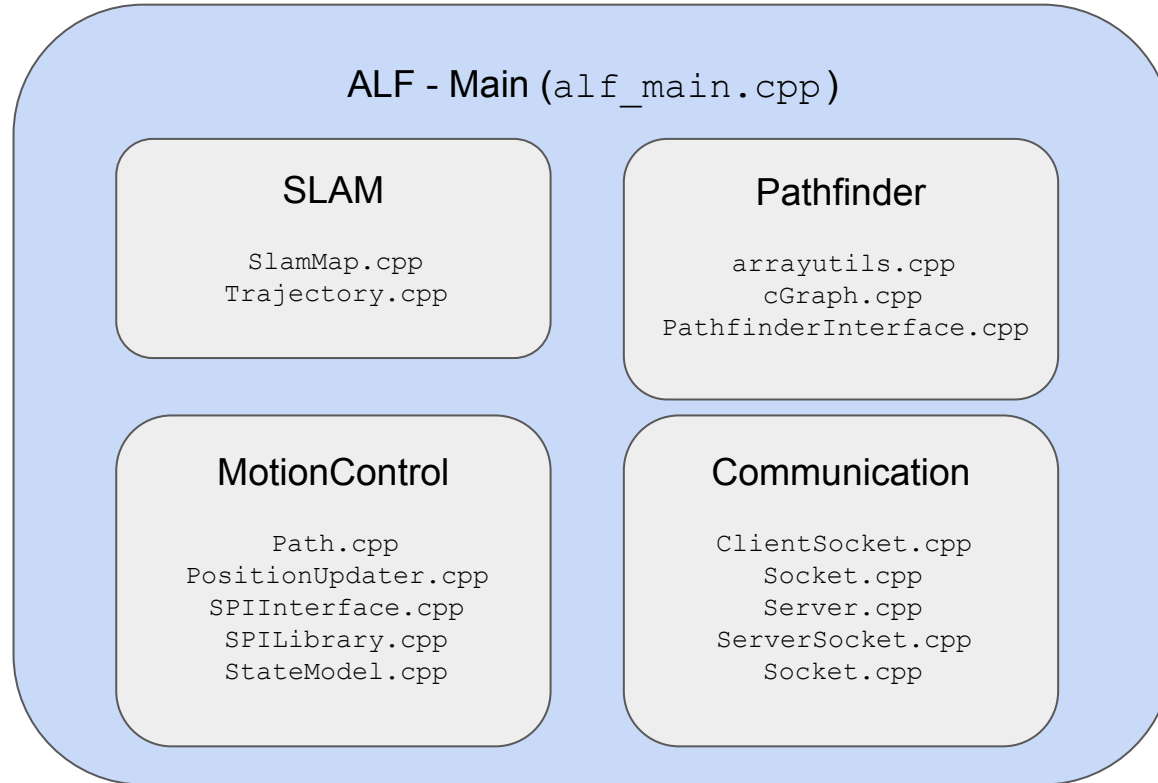 ALF - Main (alf_main.cpp)
SLAM
SlamMap.cpp
Trajectory.cpp
Pathfinder
arrayutils.cpp
cGraph.cpp
PathfinderInterface.cpp
MotionControl
Path.cpp
PositionUpdater.cpp
SPIInterface.cpp
SPILibrary.cpp
StateModel.cpp
Communication
ClientSocket.cpp
Socket.cpp
Server.cpp
ServerSocket.cpp
Socket.cpp